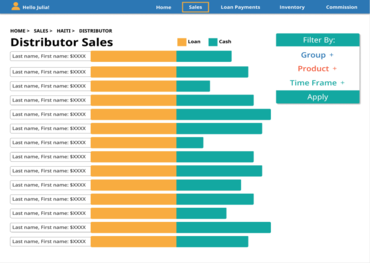 Hello Julia!
Home
Sales
Loan Payments
Inventory
Commission
HOME > SALES > HAITI > DISTRIBUTOR
Distributor Sales
Loan
Cash
Filter By:
Group +
Product +
Time Frame +
Apply
Last name, First name: $XXXX
Last name, First name: $XXXX
Last name, First name: $XXXX
Last name, First name: $XXXX
Last name, First name: $XXXX
Last name, First name: $XXXX
Last name, First name: $XXXX
Last name, First name: $XXXX
Last name, First name: $XXXX
Last name, First name: $XXXX
Last name, First name: $XXXX
Last name, First name: $XXXX
Last name, First name: $XXXX
Last name, First name: $XXXX